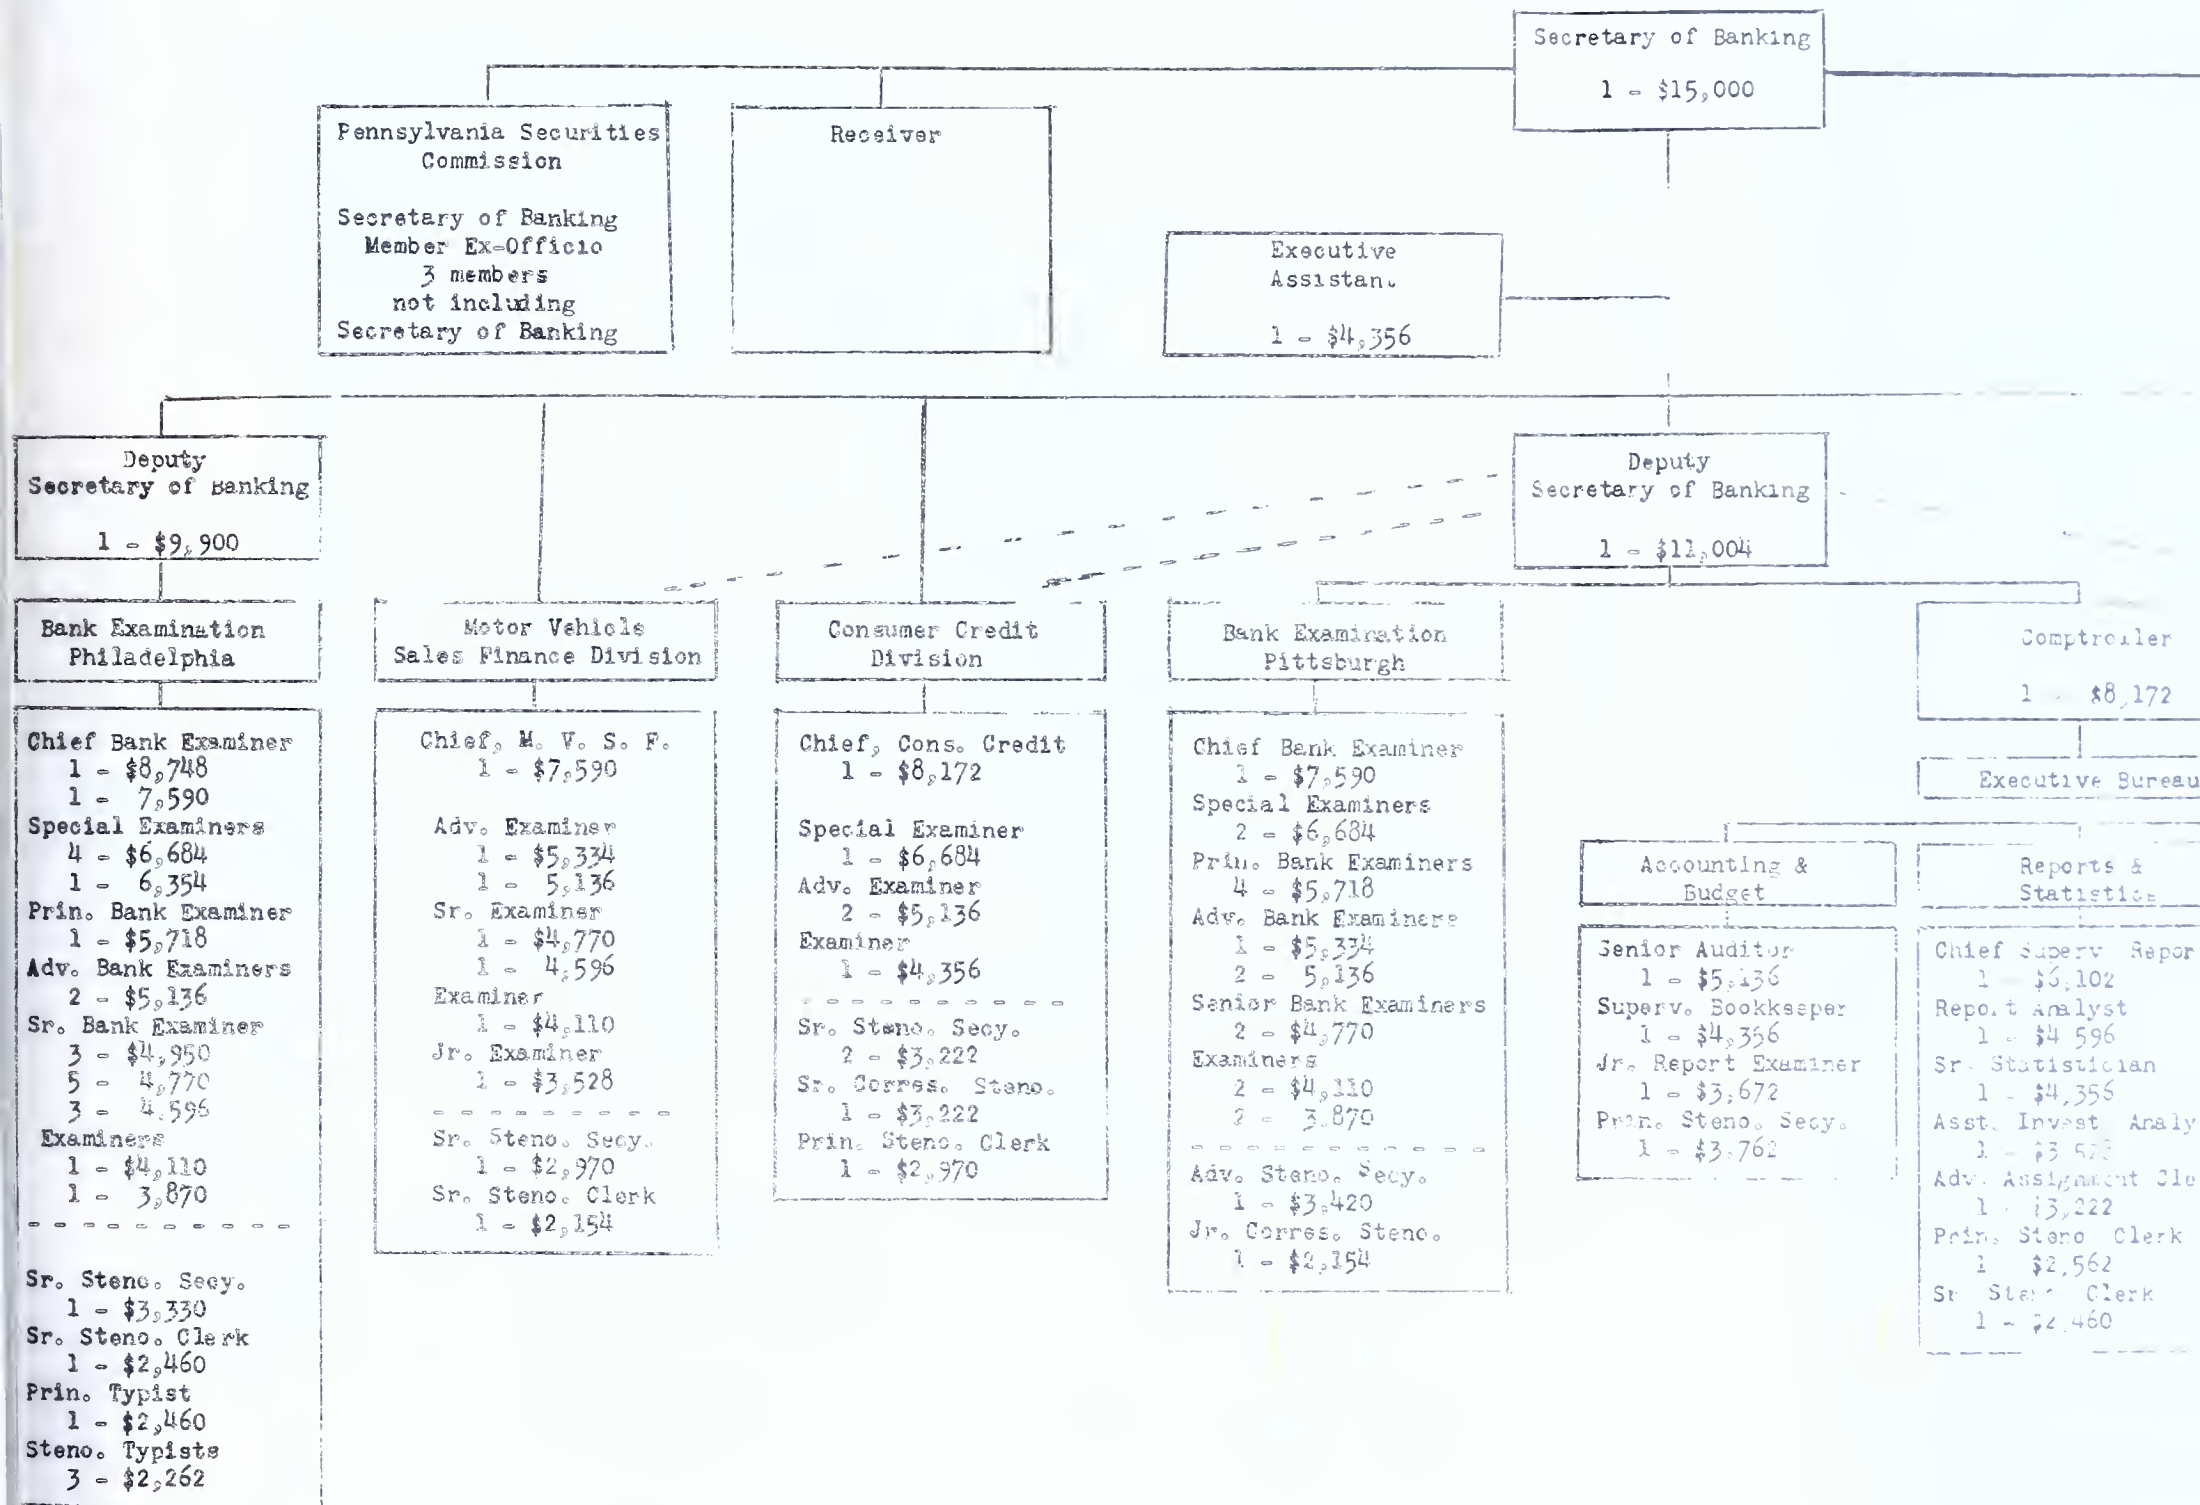 Secretary of Banking
1 - $15,000
Pennsylvania Securities
Commission
Secretary of Banking
Member Ex-Officio
3 members
not including
Secretary of Banking
Receiver
Executive
1 - $4,356
Deputy
Secretary of Banking
1 - $9,900
Deputy
Secretary of Banking
1 - $11,004
Bank Examination
Philadelphia
Chief Bank Examiner
1 - $8,748
1 - 7,590
Special Examiners
4 - $6,684
1 - 6,354
Prin. Bank Examiner
1 - $5,718
Adv. Bank Examiners
2 - $5,136
Sr. Bank Examiner
3 - $4,950
5 - 4,770
3 - 4,596
Examiners
1 - $4,110
1 - 3,870
- - - - - - - - - -
Sr. Steno. Secy.
1 - $3,330
Sr. Steno. Clerk
1 - $2,460
Prin. Typist
1 - $2,460
Steno. Typists
3 - $2,262
Motor Vehicle
Sales Finance Division
Chief, M. V. S. F.
1 - $7,590
Adv. Examiner
1 - $5,334
1 - 5,136
Sr. Examiner
1 - $4,770
1 - 4,596
Examiner
1 - $4,110
Jr. Examiner
1 - $3,528
- - - - - - - - -
Sr. Steno. Secy.
1 - $2,970
Sr. Steno. Clerk
1 - $2,154
Consumer Credit
Division
Chief, Cons. Credit
1 - $8,172
Special Examiner
1 - $6,684
Adv. Examiner
2 - $5,136
Examiner
1 - $4,356
- - - - - - - - - -
Sr. Steno. Secy.
2 - $3,222
Sr. Corres. Steno.
1 - $3,222
Prin. Steno. Clerk
1 - $2,970
Bank Examination
Pittsburgh
Chief Bank Examiner
1 - $7,590
Special Examiners
2 - $6,684
Prin. Bank Examiners
4 - $5,718
Adv. Bank Examiners
1 - $5,334
2 - 5,136
Senior Bank Examiners
2 - $4,770
Examiners
2 - $4,110
2 - 3,870
- - - - - - - - - - -
Adv. Steno. Secy.
1 - $3,420
Jr. Corres. Steno.
1 - $2,154
Comptroller
1 - $8,172
Executive Bureau
Accounting &
Budget
Senior Auditor
1 - $5,136
Superv. Bookkeeper
1 - $4,356
Jr. Report Examiner
1 - $3,672
Prin. Steno. Secy.
1 - $3,762
Reports &
Statistics
Chief Superv Repor
1 - $6,102
Report Analyst
1 - $4 596
Sr. Statistician
1 - $4,356
Asst. Invest Analy
Adv. Assignment Cle
1 - $3,222
Prin. Steno Clerk
1 $2,562
Sr Clerk
1 - $2,460